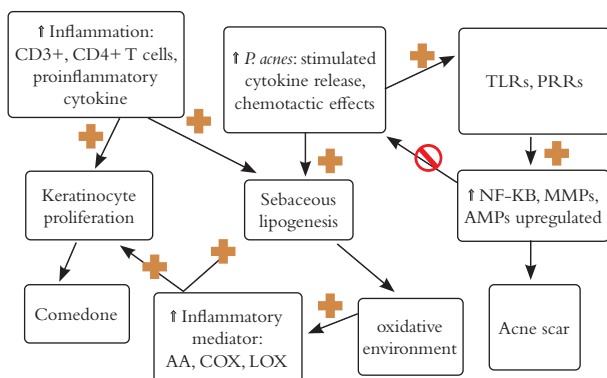 ⇑ Inflammation:
CD3+, CD4+ T cells,
proinflammatory
cytokine
⇑ P. acnes: stimulated
cytokine release,
chemotactic effects
TLRs, PRRs
Keratinocyte
proliferation
Sebaceous
lipogenesis
⇑ NF-KB, MMPs,
AMPs upregulated
Comedone
⇑ Inflammatory
mediator:
AA, COX, LOX
oxidative
environment
Acne scar